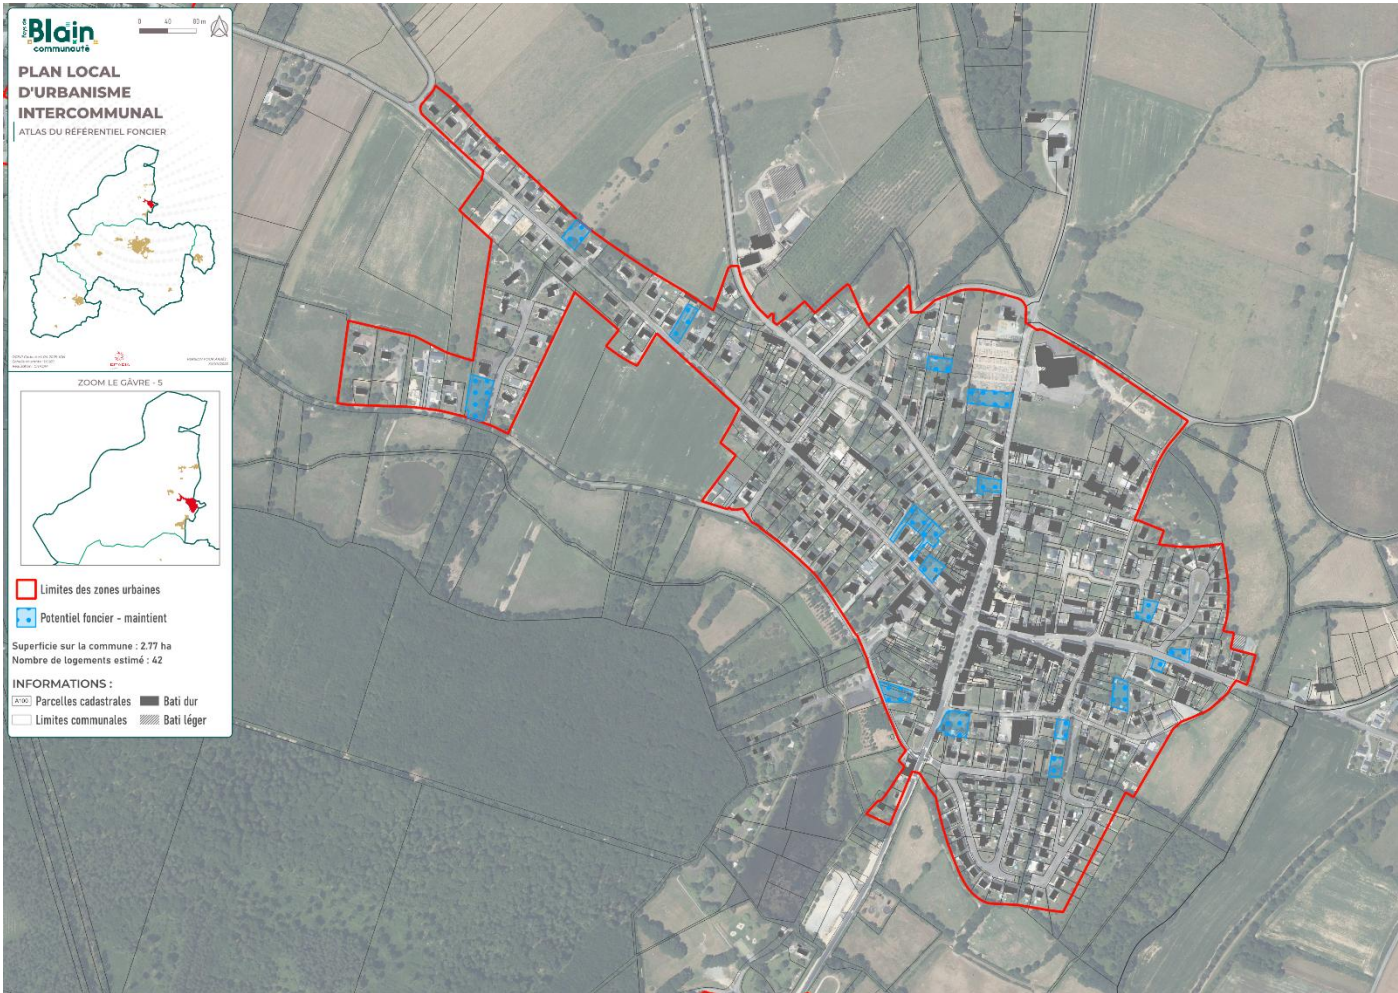 Pays de
Blain
communauté
0 40 80 m
PLAN LOCAL
D'URBANISME
INTERCOMMUNAL
ATLAS DU RÉFÉRENTIEL FONCIER
ZOOM LE GÂVRE - 5
Limites des zones urbaines
Potentiel foncier - maintient
Superficie sur la commune : 2.77 ha
Nombre de logements estimé : 42
INFORMATIONS :
A100 Parcelles cadastrales Bati dur
Limites communales Bati léger